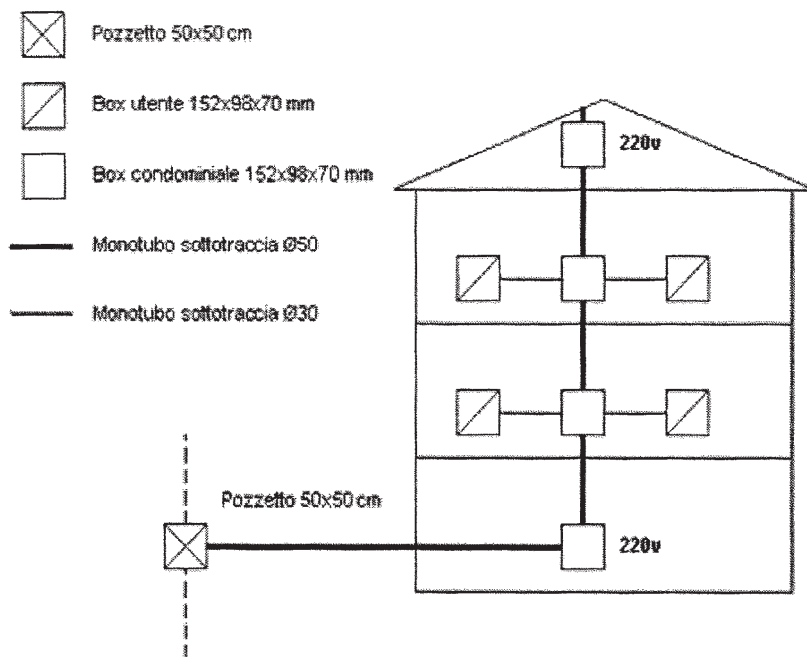 Pozzetto 50x50 cm
Box utente 152x98x70 mm
Box condominiale 152x98x70 mm
Monotubo sottotraccia Ø50
Monotubo sottotraccia Ø30
220v
Pozzetto 50x50 cm
220v